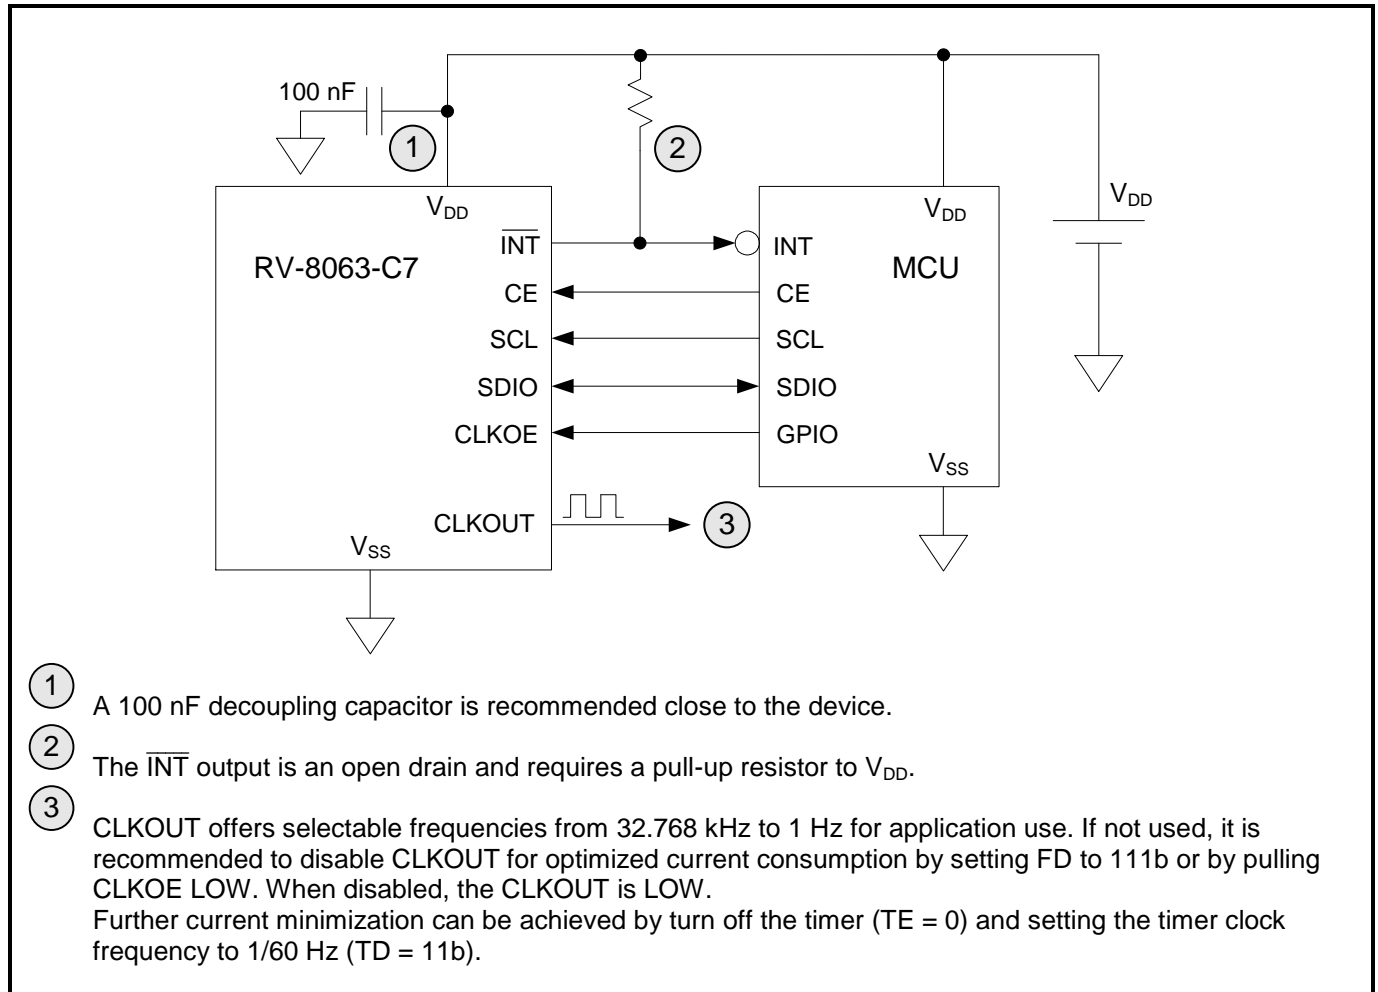 100 nF
1
2
V_DD
V_DD
V_DD
INT
INT
RV-8063-C7
MCU
CE
CE
SCL
SCL
SDIO
SDIO
CLKOE
GPIO
V_SS
CLKOUT
3
V_SS
1
A 100 nF decoupling capacitor is recommended close to the device.
2
The INT output is an open drain and requires a pull-up resistor to V_DD.
3
CLKOUT offers selectable frequencies from 32.768 kHz to 1 Hz for application use. If not used, it is
recommended to disable CLKOUT for optimized current consumption by setting FD to 111b or by pulling
CLKOE LOW. When disabled, the CLKOUT is LOW.
Further current minimization can be achieved by turn off the timer (TE = 0) and setting the timer clock
frequency to 1/60 Hz (TD = 11b).